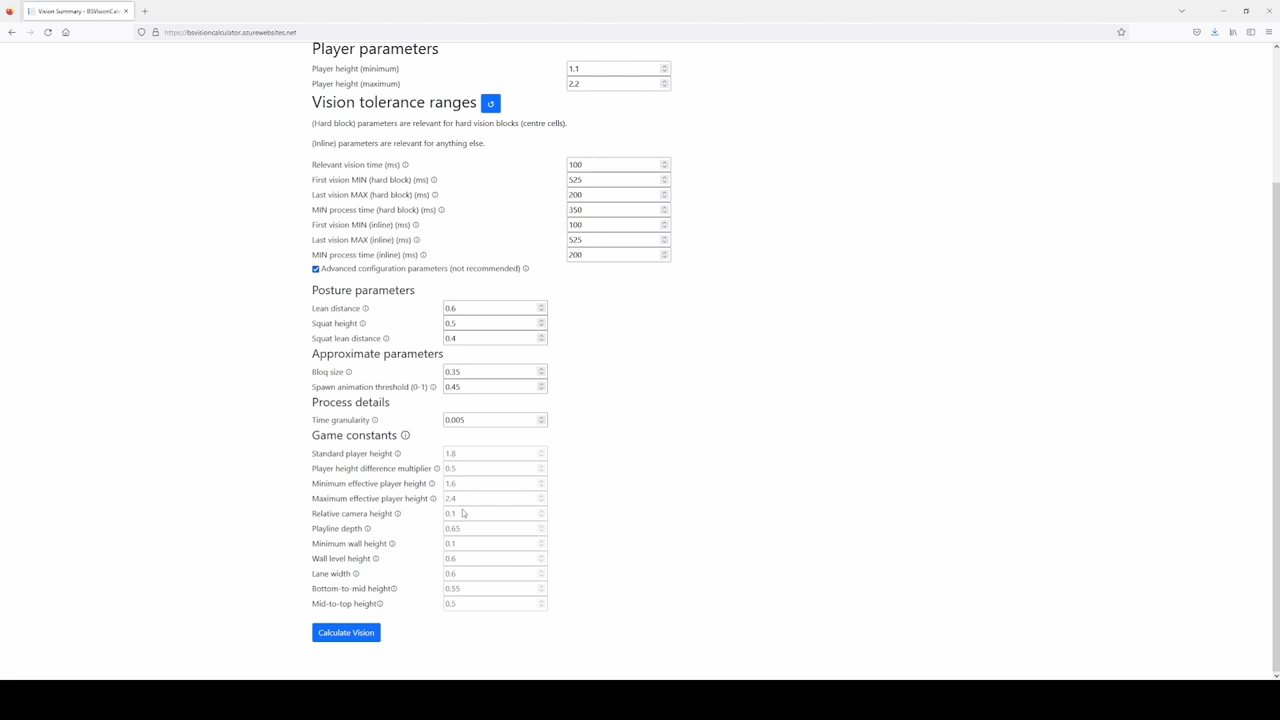 Vision Summary - BSVisionCalc
https://bsvisioncalculator.azurewebsites.net
Player parameters
Player height (minimum) 1.1
Player height (maximum) 2.2
Vision tolerance ranges
(Hard block) parameters are relevant for hard vision blocks (centre cells).
(Inline) parameters are relevant for anything else.
Relevant vision time (ms) 100
First vision MIN (hard block) (ms) 525
Last vision MAX (hard block) (ms) 200
MIN process time (hard block) (ms) 350
First vision MIN (inline) (ms) 100
Last vision MAX (inline) (ms) 525
MIN process time (inline) (ms) 200
Advanced configuration parameters (not recommended)
Posture parameters
Lean distance 0.6
Squat height 0.5
Squat lean distance 0.4
Approximate parameters
Bloq size 0.35
Spawn animation threshold (0-1) 0.45
Process details
Time granularity 0.005
Game constants
Standard player height 1.8
Player height difference multiplier 0.5
Minimum effective player height 1.6
Maximum effective player height 2.4
Relative camera height 0.1
Playline depth 0.65
Minimum wall height 0.1
Wall level height 0.6
Lane width 0.6
Bottom-to-mid height 0.55
Mid-to-top height 0.5
Calculate Vision